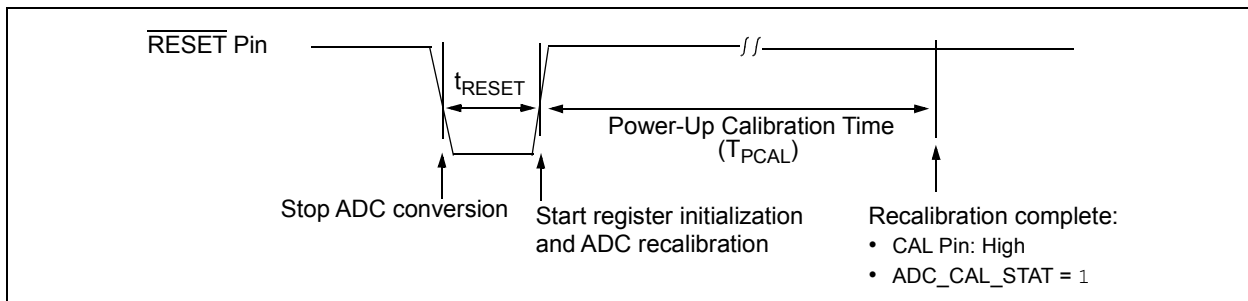 RESET Pin
tRESET
Power-Up Calibration Time
(TPCAL)
Stop ADC conversion
Start register initialization
and ADC recalibration
Recalibration complete:
• CAL Pin: High
• ADC_CAL_STAT = 1